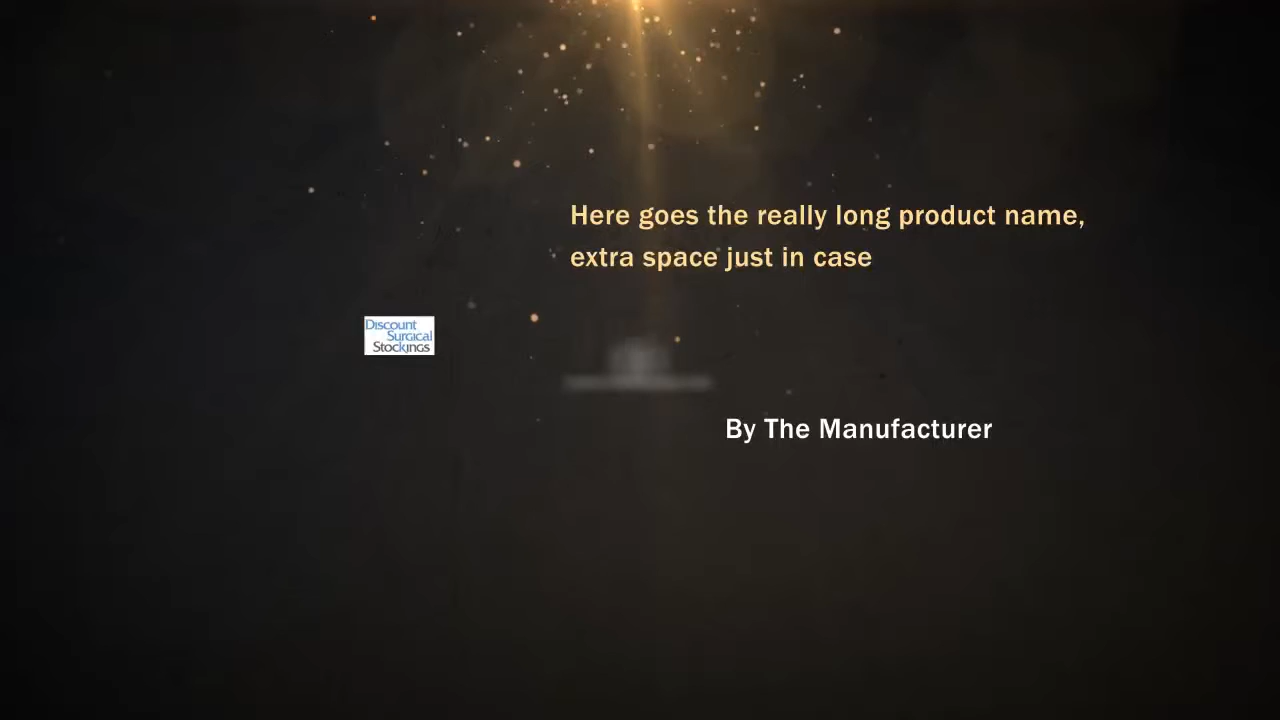 Here goes the really long product name,
extra space just in case
Discount
Surgical
Stockings
By The Manufacturer